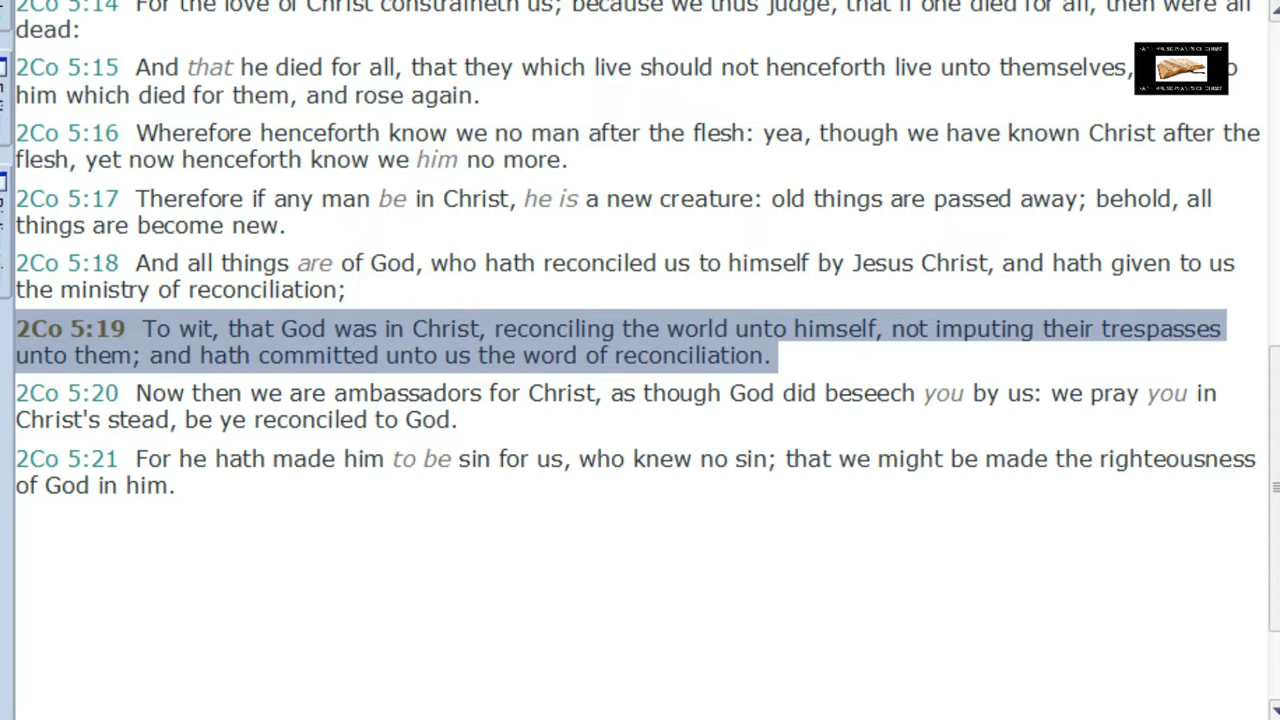 2Co 5:14 For the love of Christ constraineth us; because we thus judge, that if one died for all, then were all
dead:
2Co 5:15 And that he died for all, that they which live should not henceforth live unto themselves,
him which died for them, and rose again.
2Co 5:16 Wherefore henceforth know we no man after the flesh: yea, though we have known Christ after the
flesh, yet now henceforth know we him no more.
2Co 5:17 Therefore if any man be in Christ, he is a new creature: old things are passed away; behold, all
things are become new.
2Co 5:18 And all things are of God, who hath reconciled us to himself by Jesus Christ, and hath given to us
the ministry of reconciliation;
2Co 5:19 To wit, that God was in Christ, reconciling the world unto himself, not imputing their trespasses
unto them; and hath committed unto us the word of reconciliation.
2Co 5:20 Now then we are ambassadors for Christ, as though God did beseech you by us: we pray you in
Christ's stead, be ye reconciled to God.
2Co 5:21 For he hath made him to be sin for us, who knew no sin; that we might be made the righteousness
of God in him.